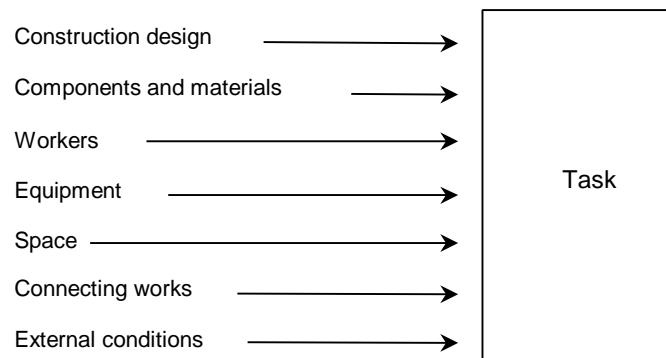 Construction design
Components and materials
Workers
Equipment
Task
Space
Connecting works
External conditions